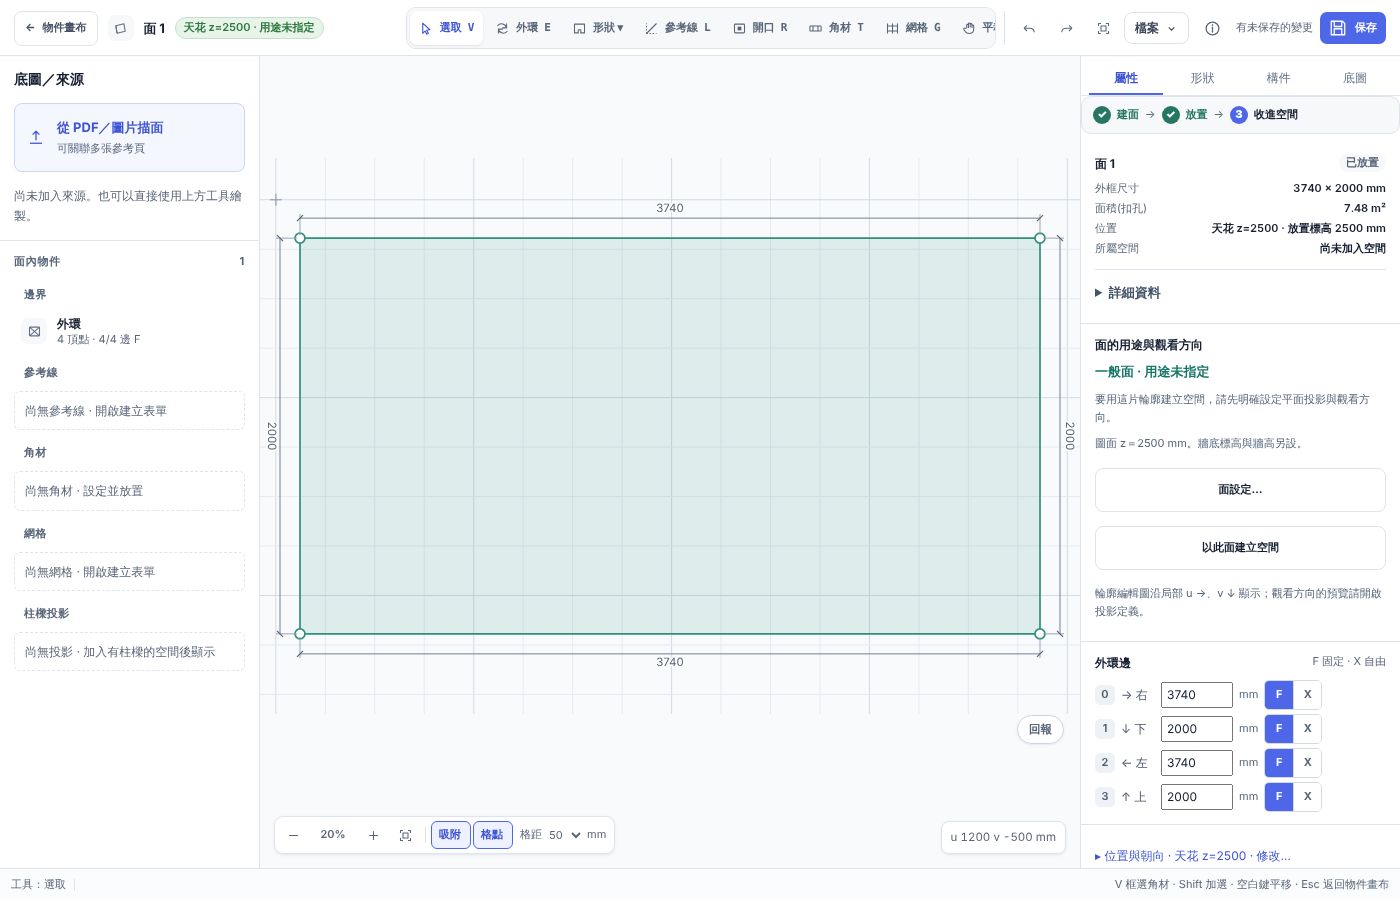 ← 物件畫布
面 1
天花 z=2500 · 用途未指定
選取 V
外環 E
形狀▾
參考線 L
開口 R
角材 T
網格 G
檔案
有未保存的變更
保存
底圖／來源
從 PDF／圖片描面
可關聯多張參考頁
尚未加入來源。也可以直接使用上方工具繪
製。
面內物件 1
邊界
外環
4 頂點 · 4/4 邊 F
參考線
尚無參考線 · 開啟建立表單
角材
尚無角材 · 設定並放置
網格
尚無網格 · 開啟建立表單
柱樑投影
尚無投影 · 加入有柱樑的空間後顯示
3740
2000
2000
3740
回報
− 20% +
吸附
格點
格距 50 mm
u 1200 v -500 mm
屬性
形狀
構件
底圖
建面 → 放置 → 3 收進空間
面 1 已放置
外框尺寸 3740 × 2000 mm
面積(扣孔) 7.48 m²
位置 天花 z=2500 · 放置標高 2500 mm
所屬空間 尚未加入空間
▶ 詳細資料
面的用途與觀看方向
一般面 · 用途未指定
要用這片輪廓建立空間，請先明確設定平面投影與觀看方
向。
圖面 z = 2500 mm。牆底標高與牆高另設。
面設定...
以此面建立空間
輪廓編輯圖沿局部 u →、v ↓ 顯示；觀看方向的預覽請開啟
投影定義。
外環邊 F 固定 · X 自由
0 → 右 3740 mm F X
1 ↓ 下 2000 mm F X
2 ← 左 3740 mm F X
3 ↑ 上 2000 mm F X
▸ 位置與朝向 · 天花 z=2500 · 修改...
工具：選取
V 框選角材 · Shift 加選 · 空白鍵平移 · Esc 返回物件畫布